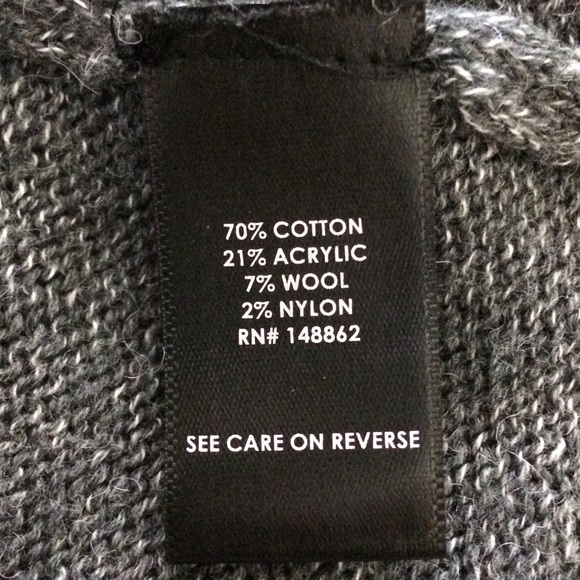 70% COTTON
21% ACRYLIC
7% WOOL
2% NYLON
RN# 148862
SEE CARE ON REVERSE